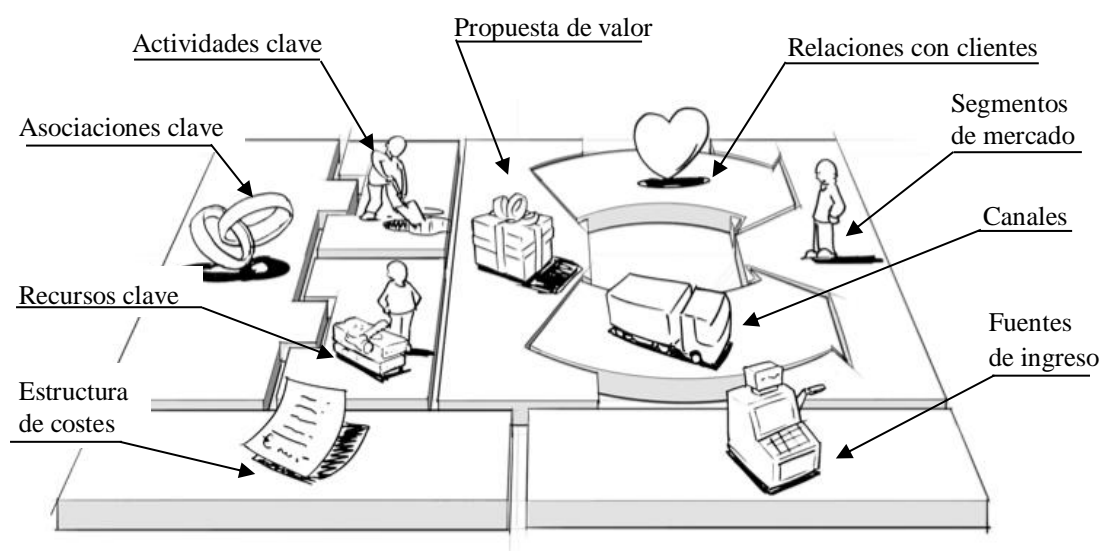 Propuesta de valor
Actividades clave
Relaciones con clientes
Segmentos
de mercado
Asociaciones clave
Canales
Recursos clave
Fuentes
de ingreso
Estructura
de costes